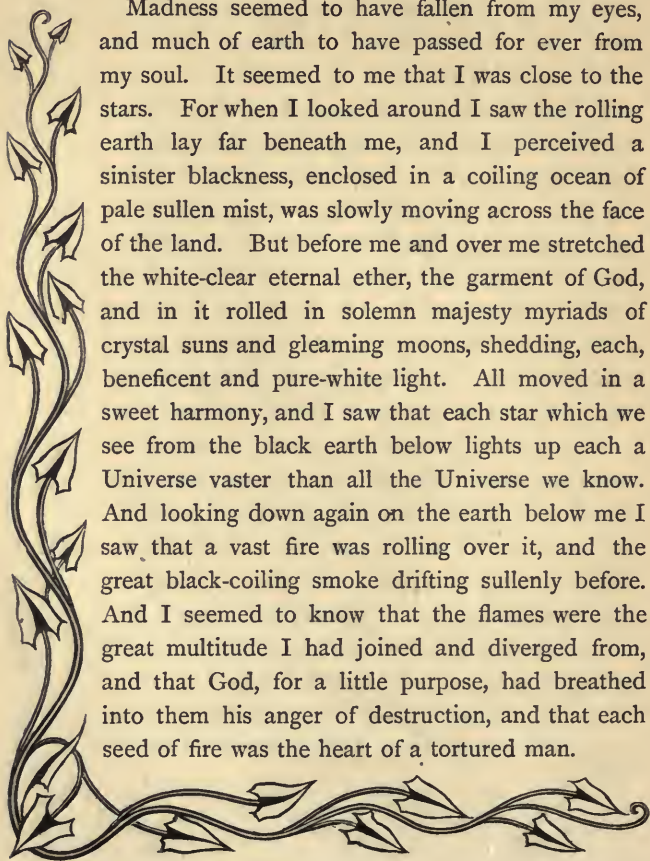 Madness seemed to have fallen from my eyes,
and much of earth to have passed for ever from
my soul. It seemed to me that I was close to the
stars. For when I looked around I saw the rolling
earth lay far beneath me, and I perceived a
sinister blackness, enclosed in a coiling ocean of
pale sullen mist, was slowly moving across the face
of the land. But before me and over me stretched
the white-clear eternal ether, the garment of God,
and in it rolled in solemn majesty myriads of
crystal suns and gleaming moons, shedding, each,
beneficent and pure-white light. All moved in a
sweet harmony, and I saw that each star which we
see from the black earth below lights up each a
Universe vaster than all the Universe we know.
And looking down again on the earth below me I
saw that a vast fire was rolling over it, and the
great black-coiling smoke drifting sullenly before.
And I seemed to know that the flames were the
great multitude I had joined and diverged from,
and that God, for a little purpose, had breathed
into them his anger of destruction, and that each
seed of fire was the heart of a tortured man.